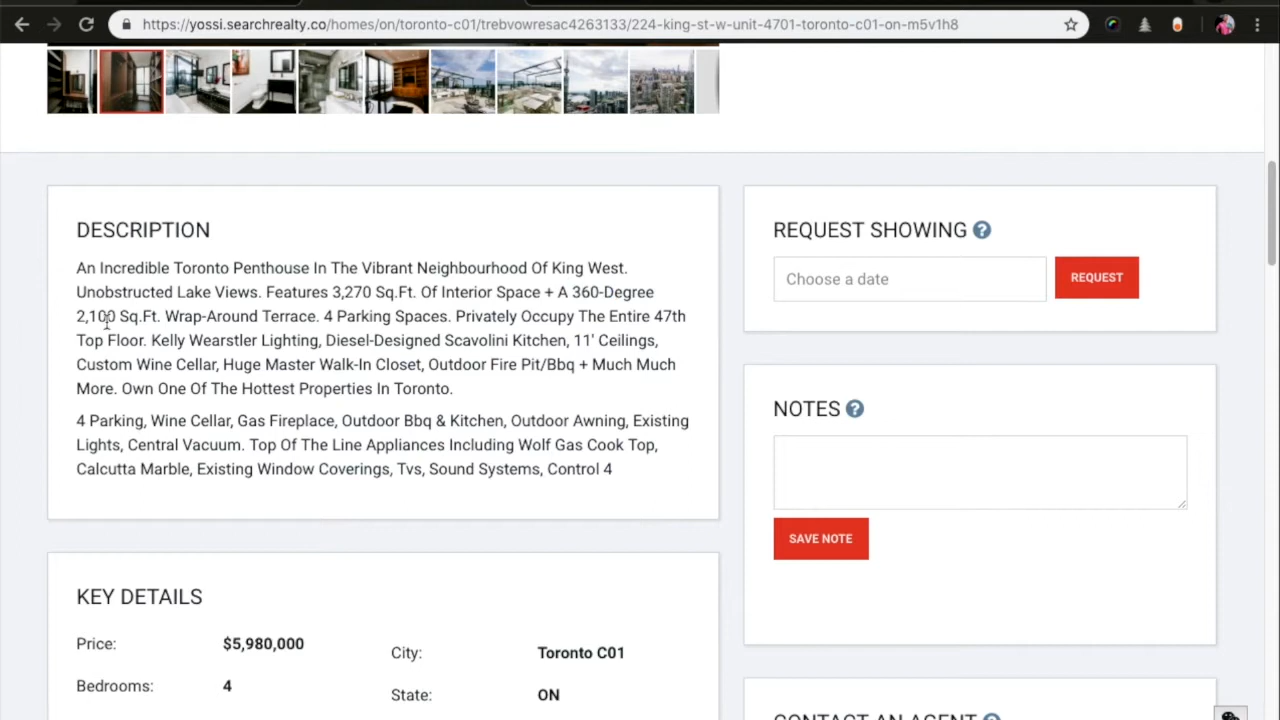 https://yossi.searchrealty.co/homes/on/toronto-c01/trebvowresac4263133/224-king-st-w-unit-4701-toronto-c01-on-m5v1h8
DESCRIPTION
An Incredible Toronto Penthouse In The Vibrant Neighbourhood Of King West.
Unobstructed Lake Views. Features 3,270 Sq.Ft. Of Interior Space + A 360-Degree
2,100 Sq.Ft. Wrap-Around Terrace. 4 Parking Spaces. Privately Occupy The Entire 47th
Top Floor. Kelly Wearstler Lighting, Diesel-Designed Scavolini Kitchen, 11' Ceilings,
Custom Wine Cellar, Huge Master Walk-In Closet, Outdoor Fire Pit/Bbq + Much Much
More. Own One Of The Hottest Properties In Toronto.
4 Parking, Wine Cellar, Gas Fireplace, Outdoor Bbq & Kitchen, Outdoor Awning, Existing
Lights, Central Vacuum. Top Of The Line Appliances Including Wolf Gas Cook Top,
Calcutta Marble, Existing Window Coverings, Tvs, Sound Systems, Control 4
KEY DETAILS
Price: $5,980,000
Bedrooms: 4
City: Toronto C01
State: ON
REQUEST SHOWING ?
Choose a date
REQUEST
NOTES ?
SAVE NOTE
CONTACT AN AGENT ?